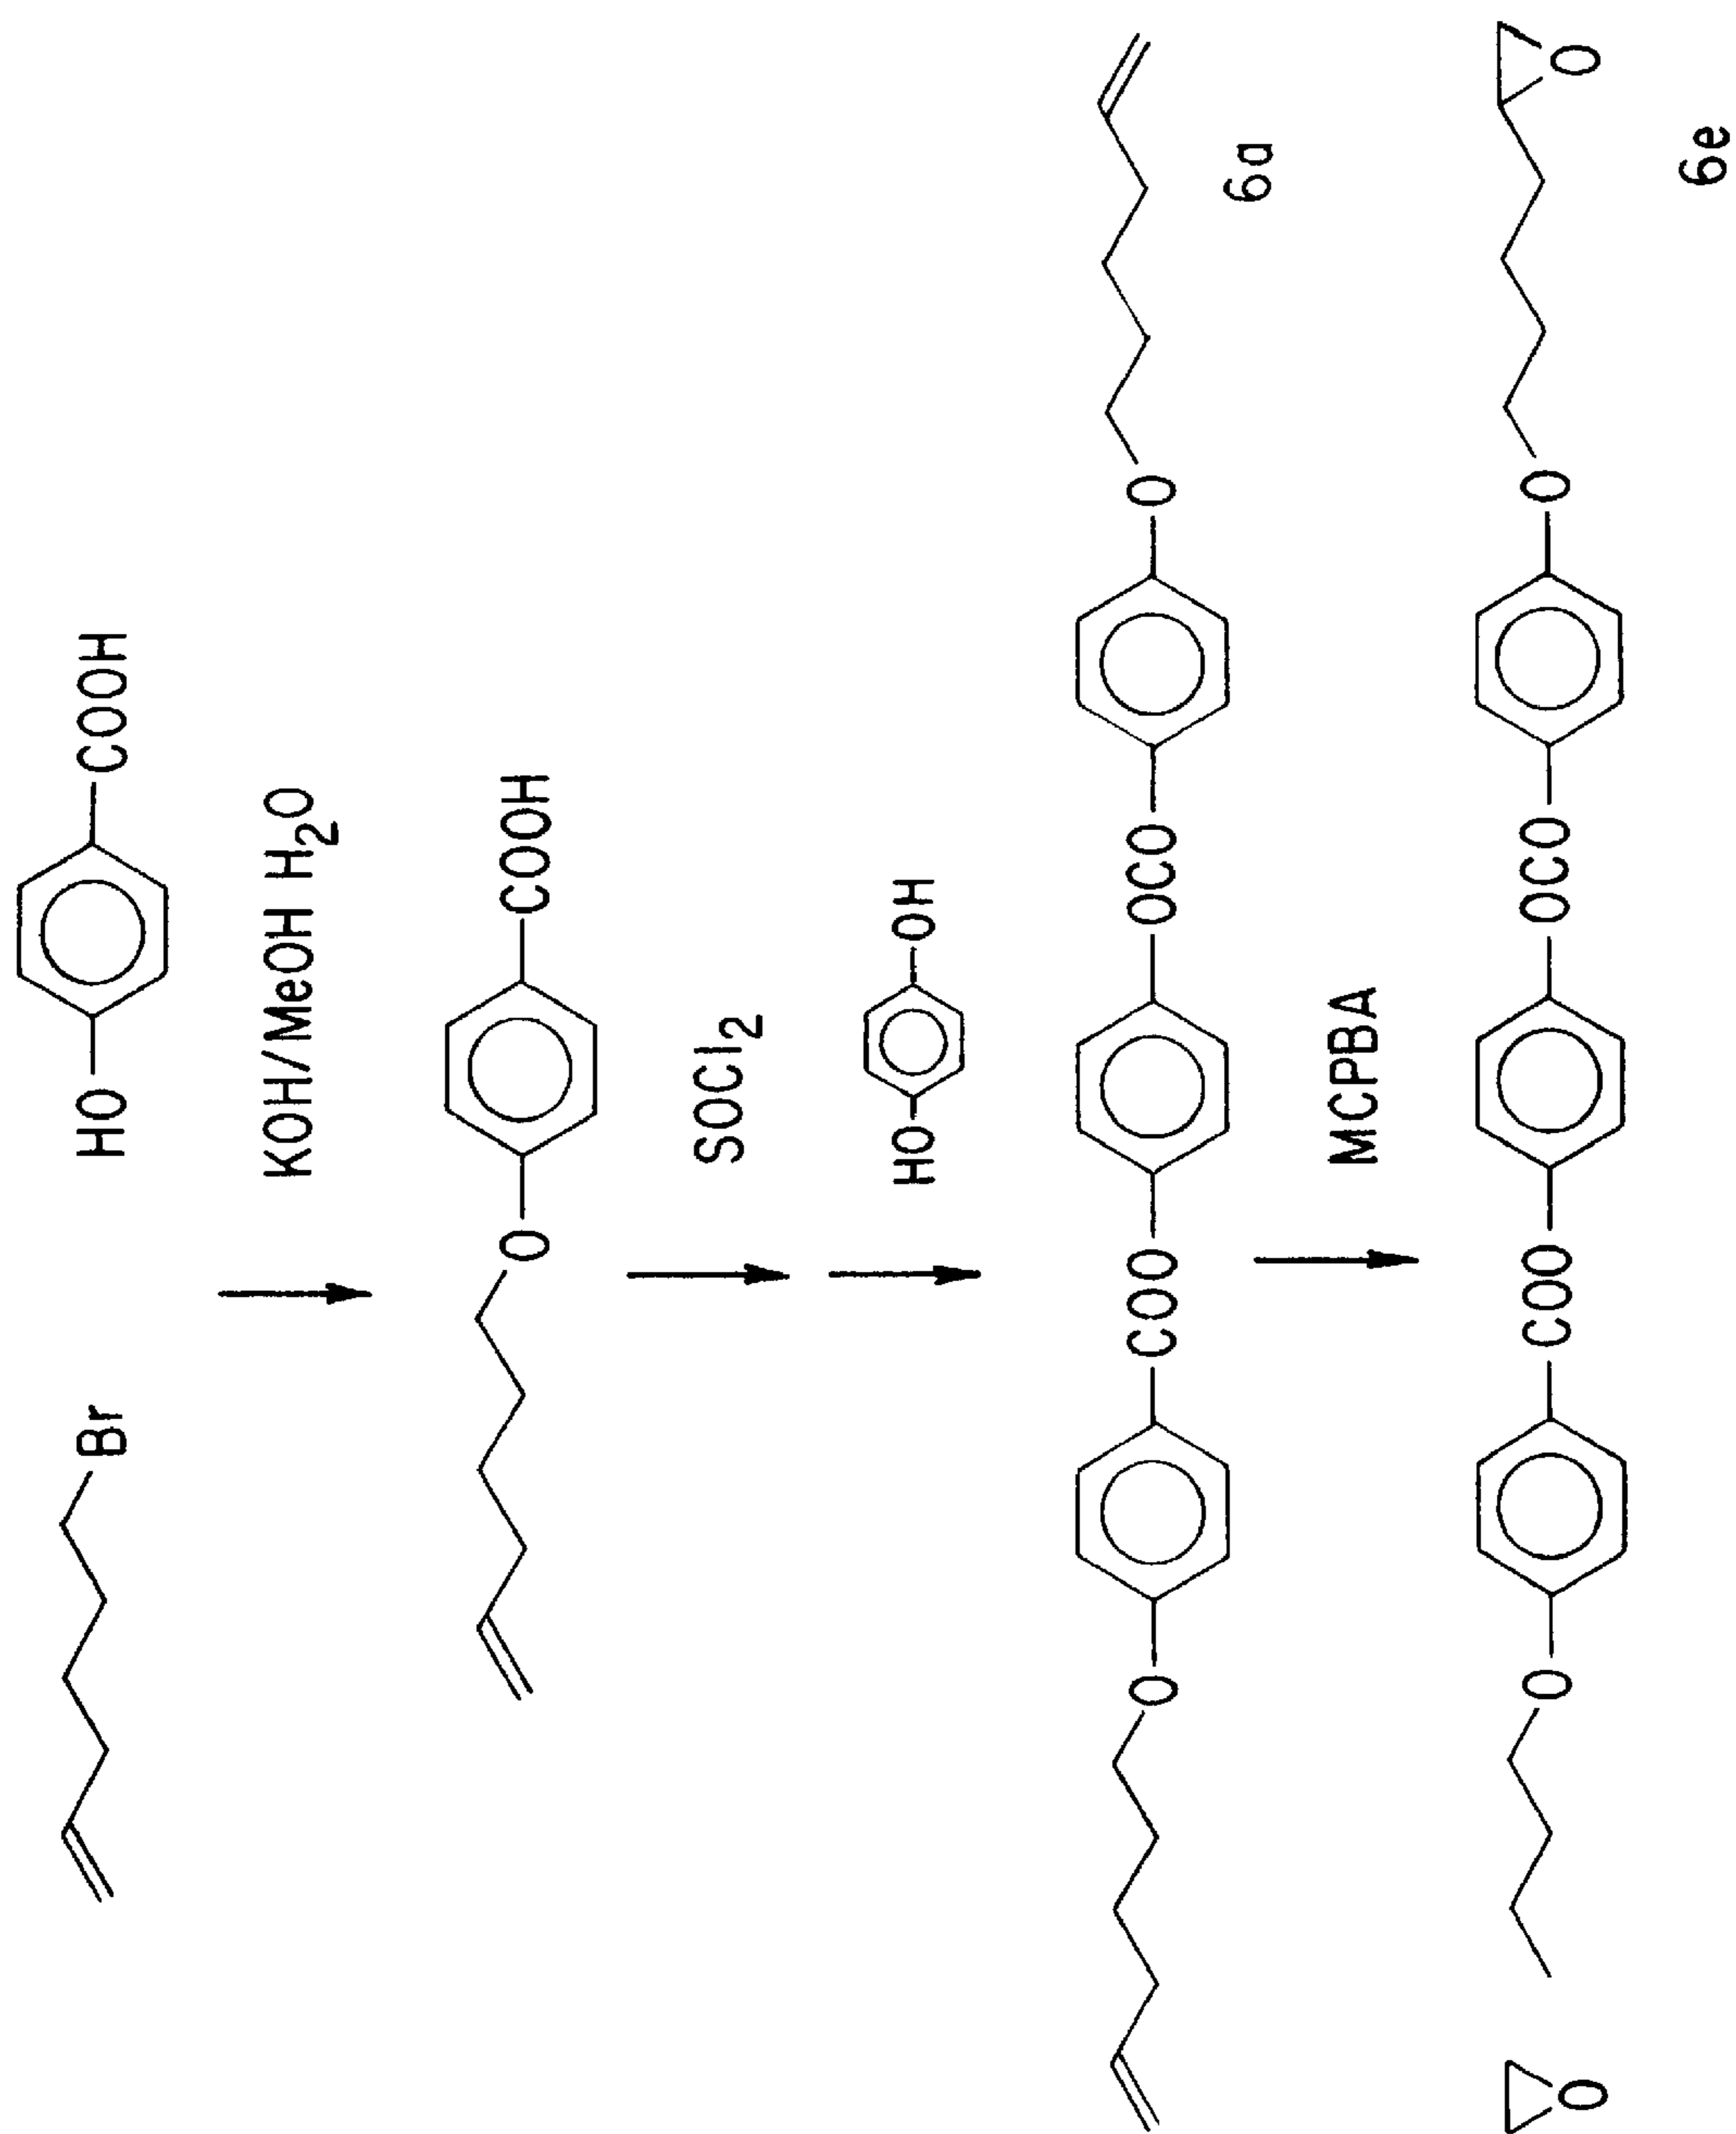 Br HO COOH
KOH/MeOH H2O
O COOH
SOCl2
HO OH
O COO OCO O
6a
MCPBA
O O COO OCO O O
6e